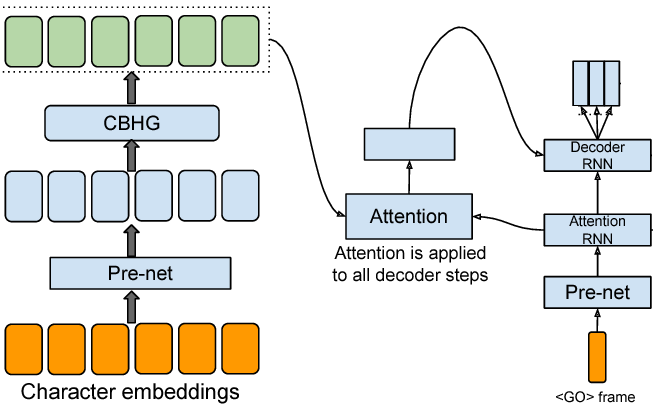 CBHG
Pre-net
Character embeddings
Attention
Attention is applied
to all decoder steps
Decoder
RNN
Attention
RNN
Pre-net
<GO> frame